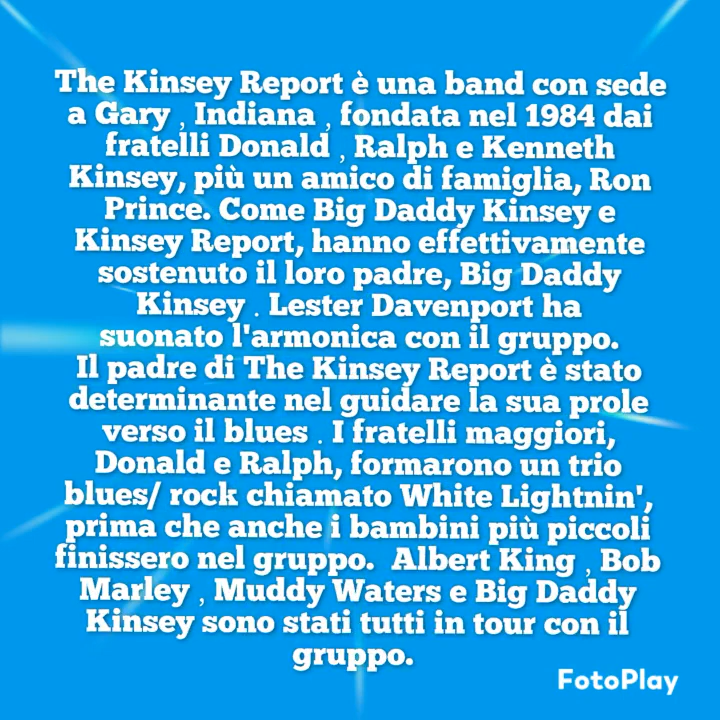 The Kinsey Report è una band con sede
a Gary , Indiana , fondata nel 1984 dai
fratelli Donald , Ralph e Kenneth
Kinsey, più un amico di famiglia, Ron
Prince. Come Big Daddy Kinsey e
Kinsey Report, hanno effettivamente
sostenuto il loro padre, Big Daddy
Kinsey . Lester Davenport ha
suonato l'armonica con il gruppo.
Il padre di The Kinsey Report è stato
determinante nel guidare la sua prole
verso il blues . I fratelli maggiori,
Donald e Ralph, formarono un trio
blues/ rock chiamato White Lightnin',
prima che anche i bambini più piccoli
finissero nel gruppo. Albert King , Bob
Marley , Muddy Waters e Big Daddy
Kinsey sono stati tutti in tour con il
gruppo.
FotoPlay